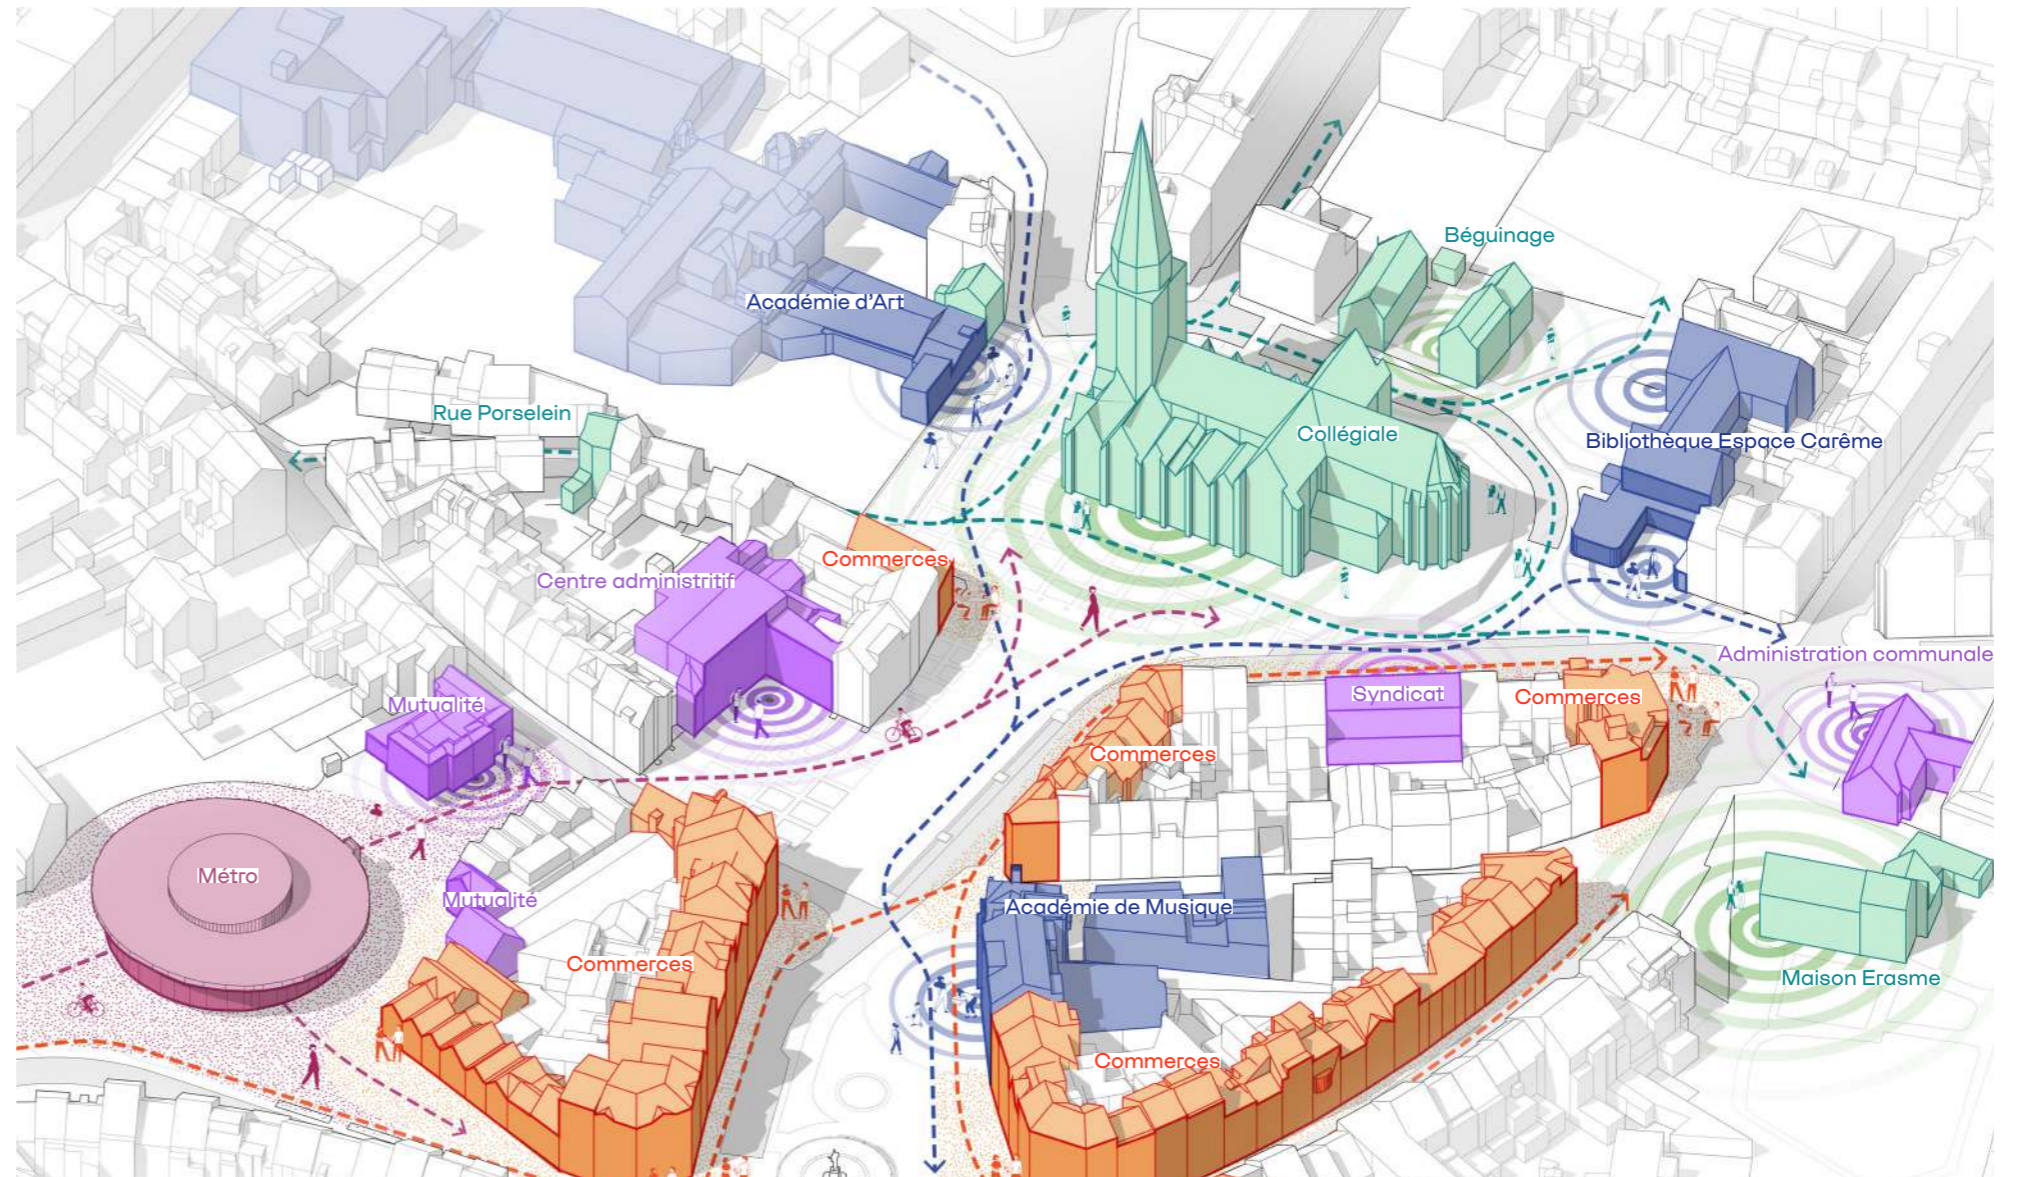 Béguinage
Académie d'Art
Rue Porselein
Collégiale
Bibliothèque Espace Carême
Commerces
Centre administritif
Administration communale
Mutualité
Syndicat
Commerces
Commerces
Métro
Mutualité
Académie de Musique
Commerces
Maison Erasme
Commerces